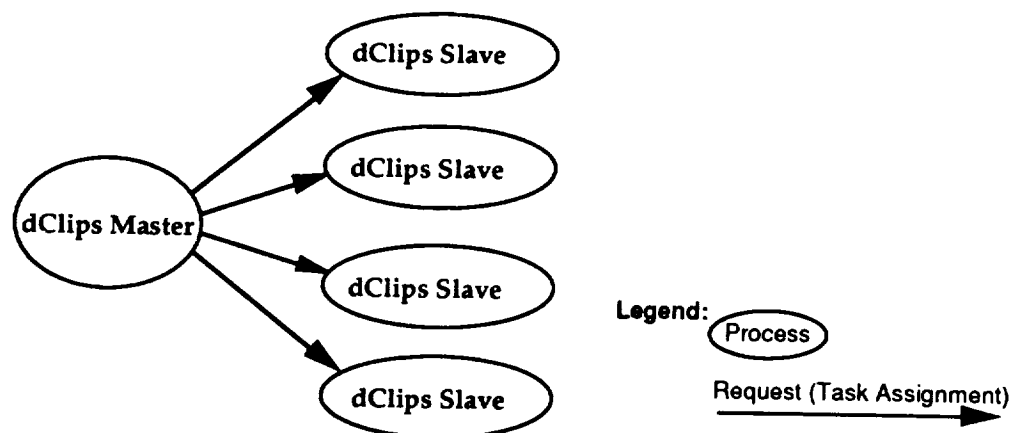 dClips Slave
dClips Slave
dClips Master
dClips Slave
dClips Slave
Legend:
Process
Request (Task Assignment)